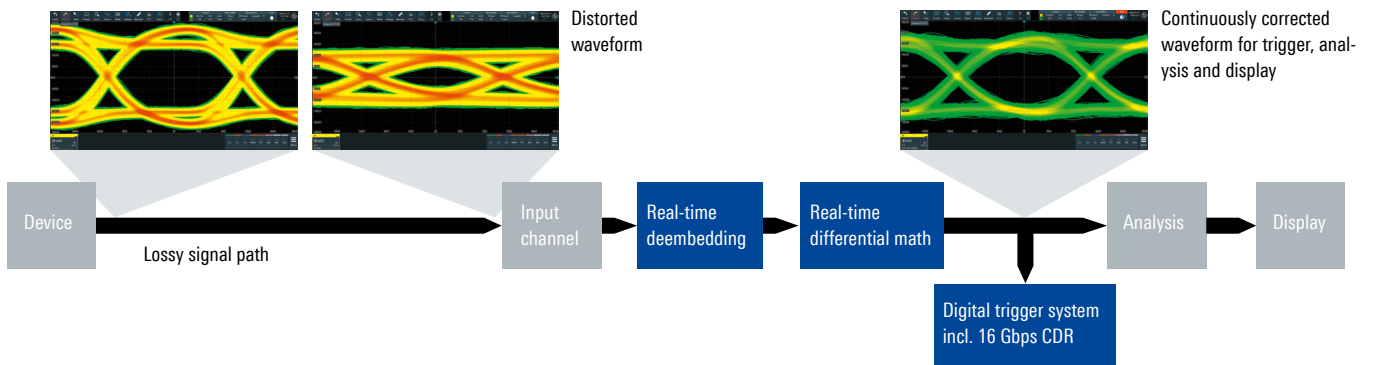 Distorted
waveform
Continuously corrected
waveform for trigger, anal-
ysis and display
Device
Lossy signal path
Input
channel
Real-time
deembedding
Real-time
differential math
Analysis
Display
Digital trigger system
incl. 16 Gbps CDR